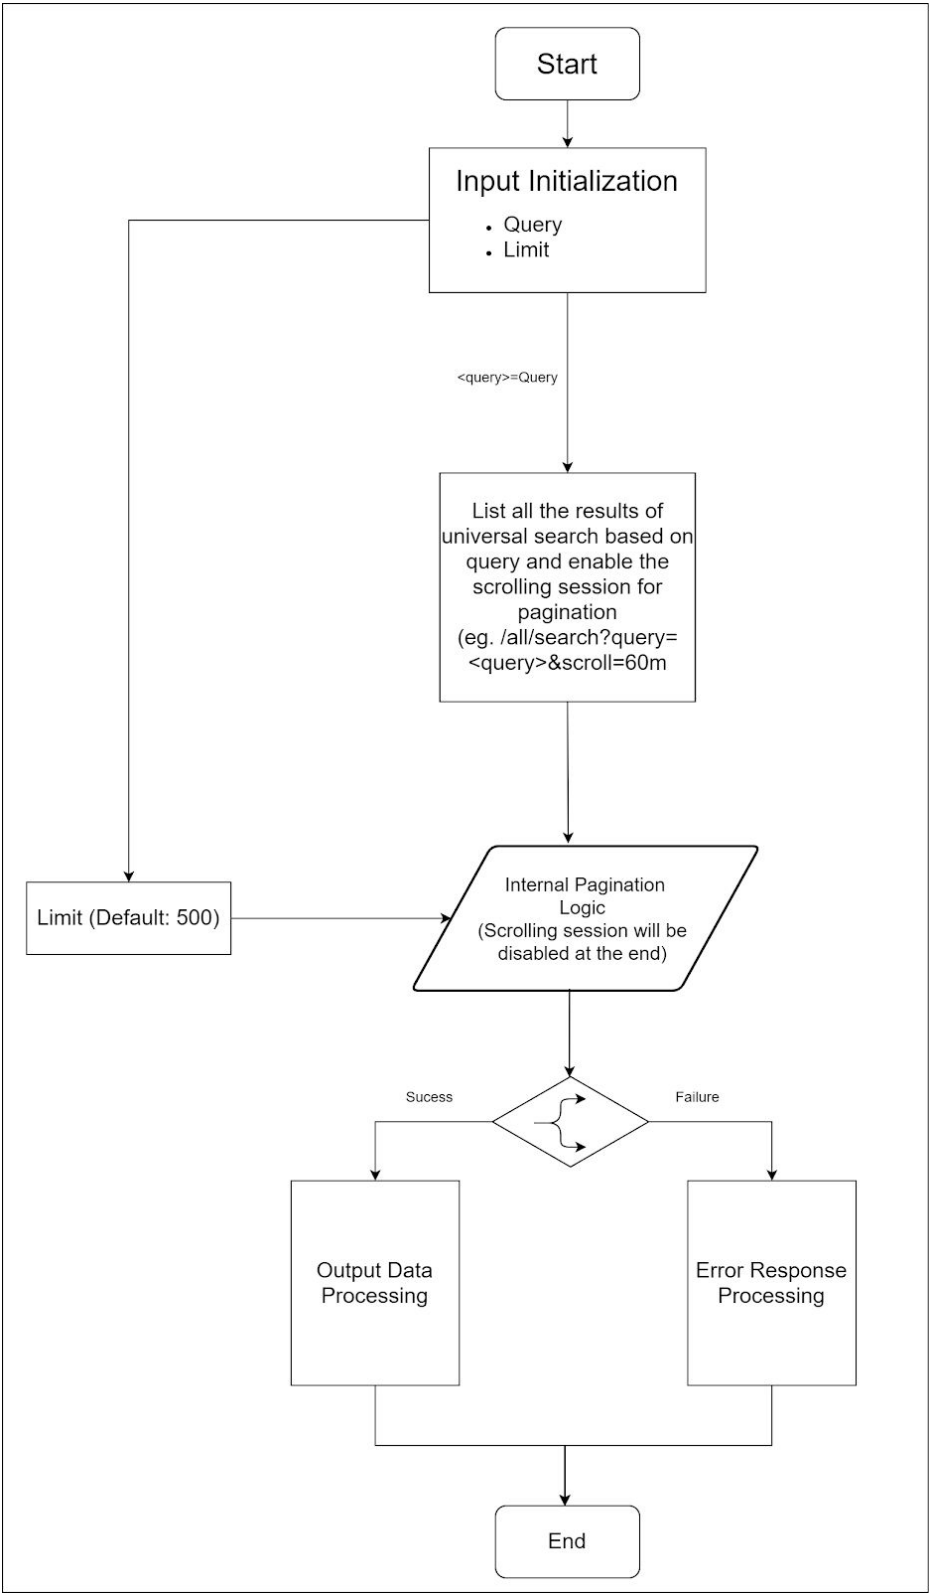 Start
Input Initialization
• Query
• Limit
<query>=Query
List all the results of
universal search based on
query and enable the
scrolling session for
pagination
(eg. /all/search?query=
<query>&scroll=60m
Limit (Default: 500)
Internal Pagination
Logic
(Scrolling session will be
disabled at the end)
Sucess
Failure
Output Data
Processing
Error Response
Processing
End